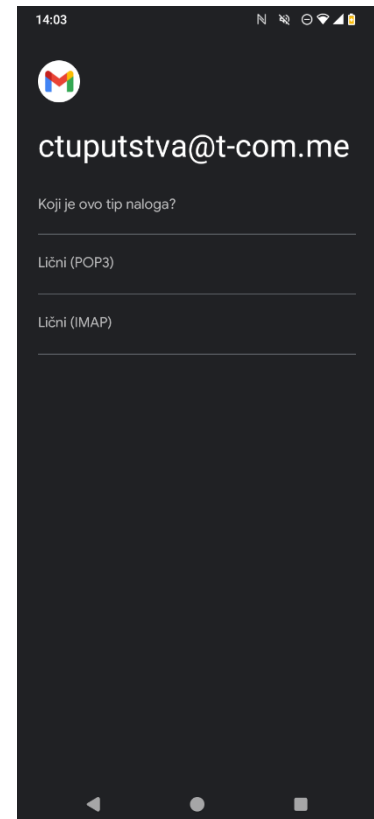 14:03
ctuputstva@t-com.me
Koji je ovo tip naloga?
Lični (POP3)
Lični (IMAP)